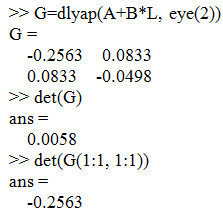 >> G=dlyap(A+B*L, eye(2))
G =
-0.2563 0.0833
0.0833 -0.0498
>> det(G)
ans =
0.0058
>> det(G(1:1, 1:1))
ans =
-0.2563